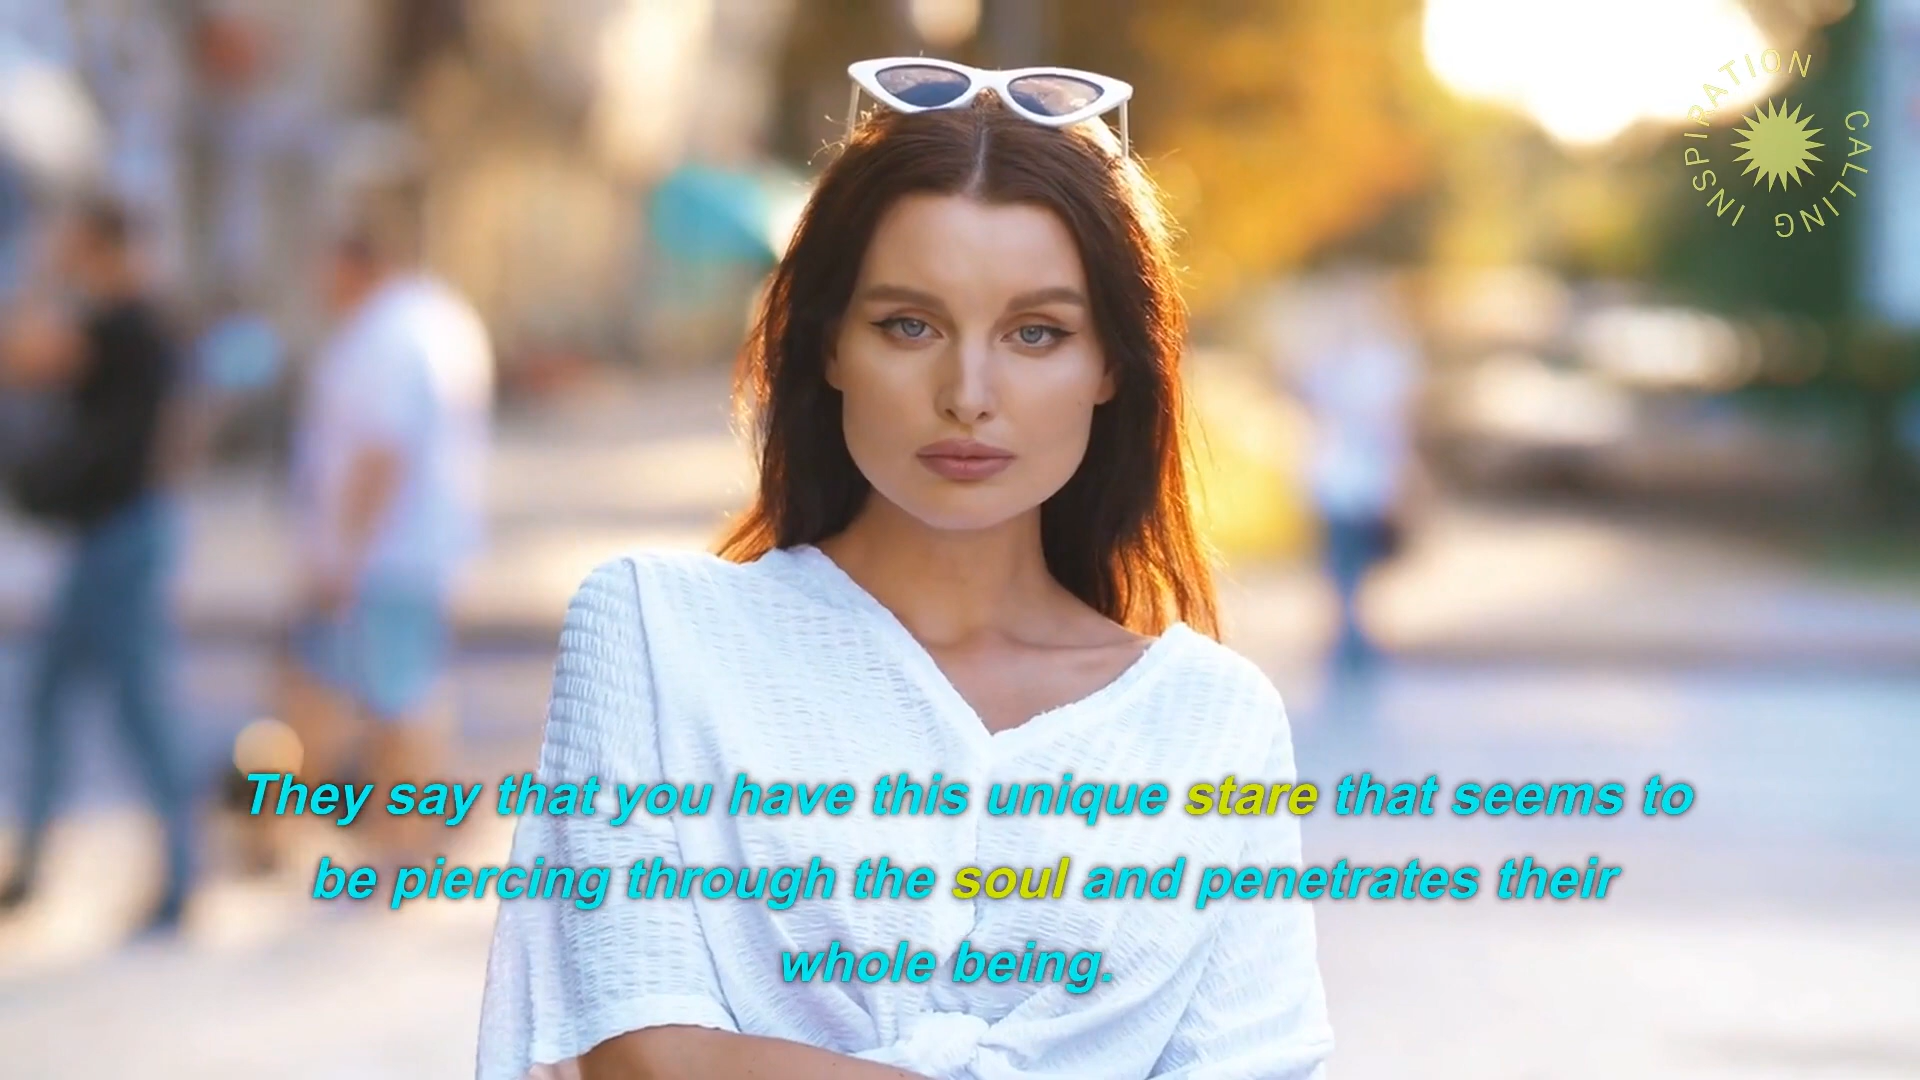 INSPIRATION CALLING
They say that you have this unique stare that seems to
be piercing through the soul and penetrates their
whole being.